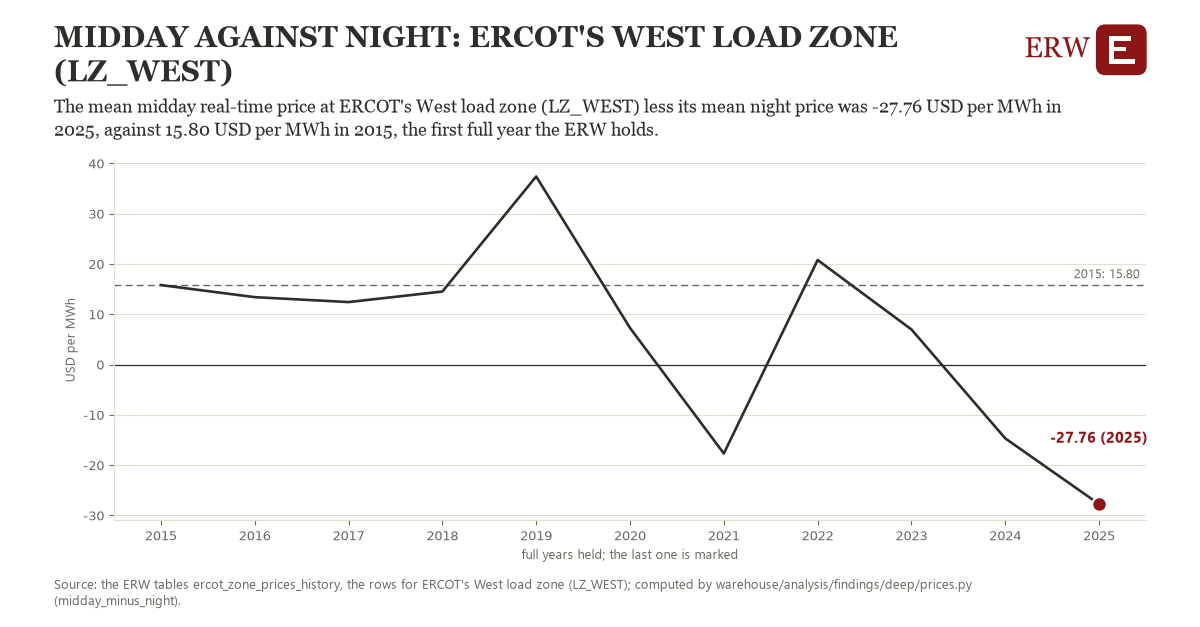 MIDDAY AGAINST NIGHT: ERCOT'S WEST LOAD ZONE
(LZ_WEST)
ERW
E
The mean midday real-time price at ERCOT's West load zone (LZ_WEST) less its mean night price was -27.76 USD per MWh in
2025, against 15.80 USD per MWh in 2015, the first full year the ERW holds.
40
30
20
10
0
-10
-20
-30
USD per MWh
2015: 15.80
-27.76 (2025)
2015 2016 2017 2018 2019 2020 2021 2022 2023 2024 2025
full years held; the last one is marked
Source: the ERW tables ercot_zone_prices_history, the rows for ERCOT's West load zone (LZ_WEST); computed by warehouse/analysis/findings/deep/prices.py
(midday_minus_night).